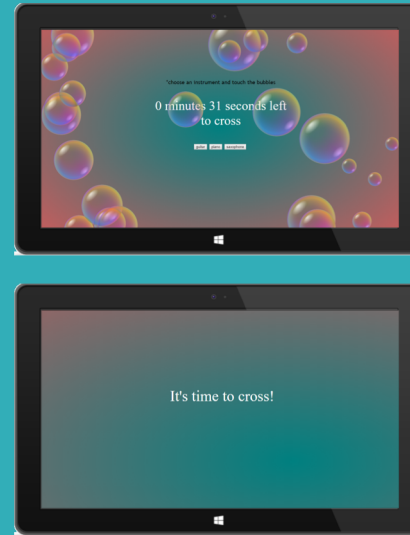 *choose an instrument and touch the bubbles
0 minutes 31 seconds left
to cross
guitar piano saxophone
It's time to cross!